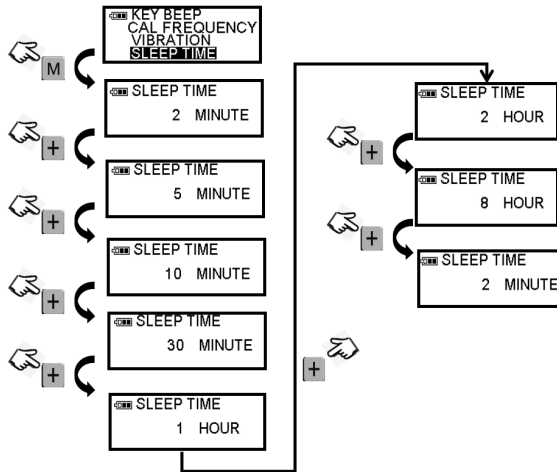 KEY BEEP
CAL FREQUENCY
VIBRATION
SLEEP TIME
M
SLEEP TIME
2 MINUTE
+
SLEEP TIME
5 MINUTE
+
SLEEP TIME
10 MINUTE
+
SLEEP TIME
30 MINUTE
+
SLEEP TIME
1 HOUR
+
SLEEP TIME
2 HOUR
+
SLEEP TIME
8 HOUR
+
SLEEP TIME
2 MINUTE